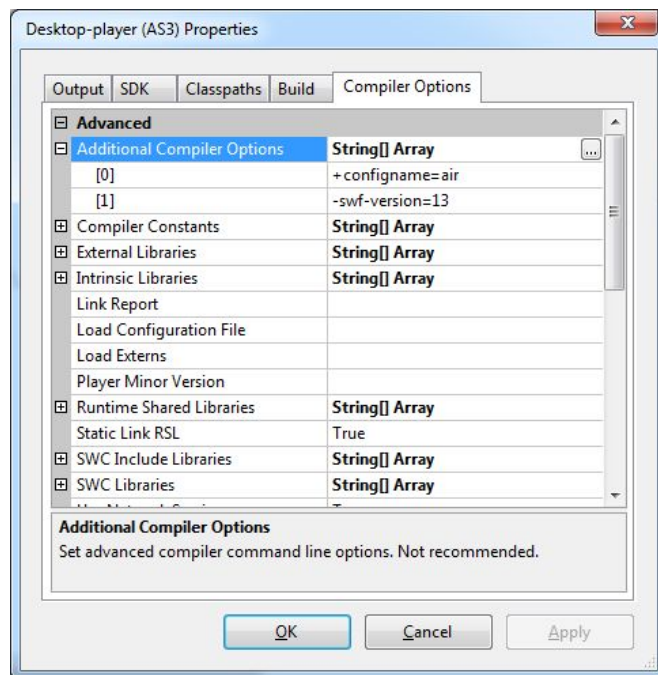 Desktop-player (AS3) Properties
Output SDK Classpaths Build Compiler Options
Advanced
Additional Compiler Options String[] Array ...
[0] +configname=air
[1] -swf-version=13
Compiler Constants String[] Array
External Libraries String[] Array
Intrinsic Libraries String[] Array
Link Report
Load Configuration File
Load Externs
Player Minor Version
Runtime Shared Libraries String[] Array
Static Link RSL True
SWC Include Libraries String[] Array
SWC Libraries String[] Array
Additional Compiler Options
Set advanced compiler command line options. Not recommended.
OK Cancel Apply